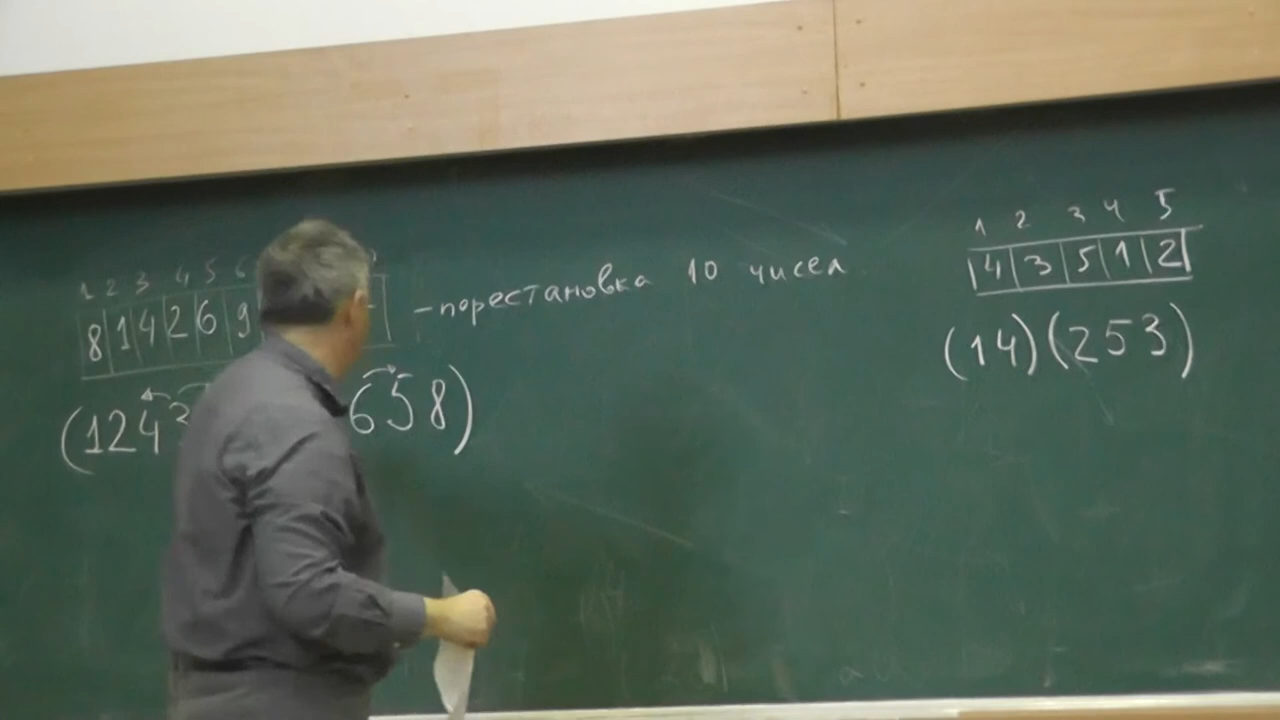 1 2 3 4 5 6
8 1 4 2 6 9 - перестановка 10 чисел
(1 2 4 6 5 8)
1 2 3 4 5
4 3 5 1 2
(1 4)(2 5 3)